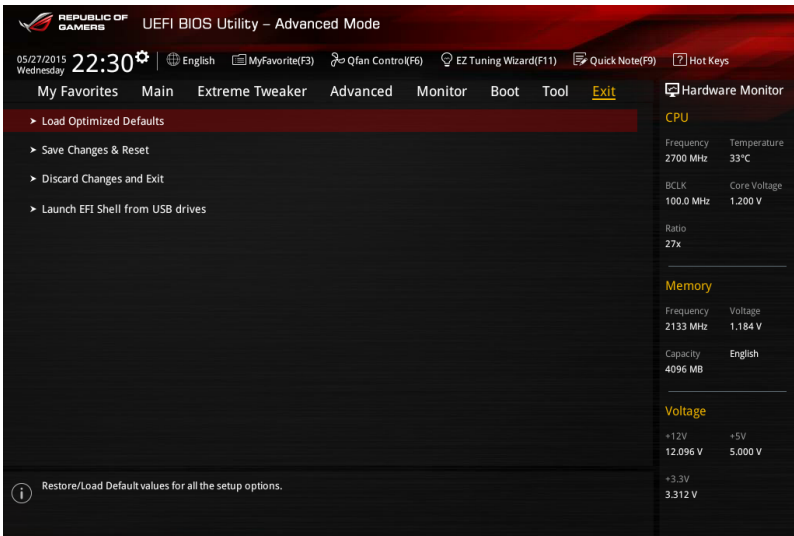 REPUBLIC OF
GAMERS
UEFI BIOS Utility – Advanced Mode
05/27/2015
Wednesday
22:30
English
MyFavorite(F3)
Qfan Control(F6)
EZ Tuning Wizard(F11)
Quick Note(F9)
? Hot Keys
My Favorites Main Extreme Tweaker Advanced Monitor Boot Tool Exit
➤ Load Optimized Defaults
➤ Save Changes & Reset
➤ Discard Changes and Exit
➤ Launch EFI Shell from USB drives
Hardware Monitor
CPU
Frequency Temperature
2700 MHz 33°C
BCLK Core Voltage
100.0 MHz 1.200 V
Ratio
27x
Memory
Frequency Voltage
2133 MHz 1.184 V
Capacity English
4096 MB
Voltage
+12V +5V
12.096 V 5.000 V
+3.3V
3.312 V
i Restore/Load Default values for all the setup options.